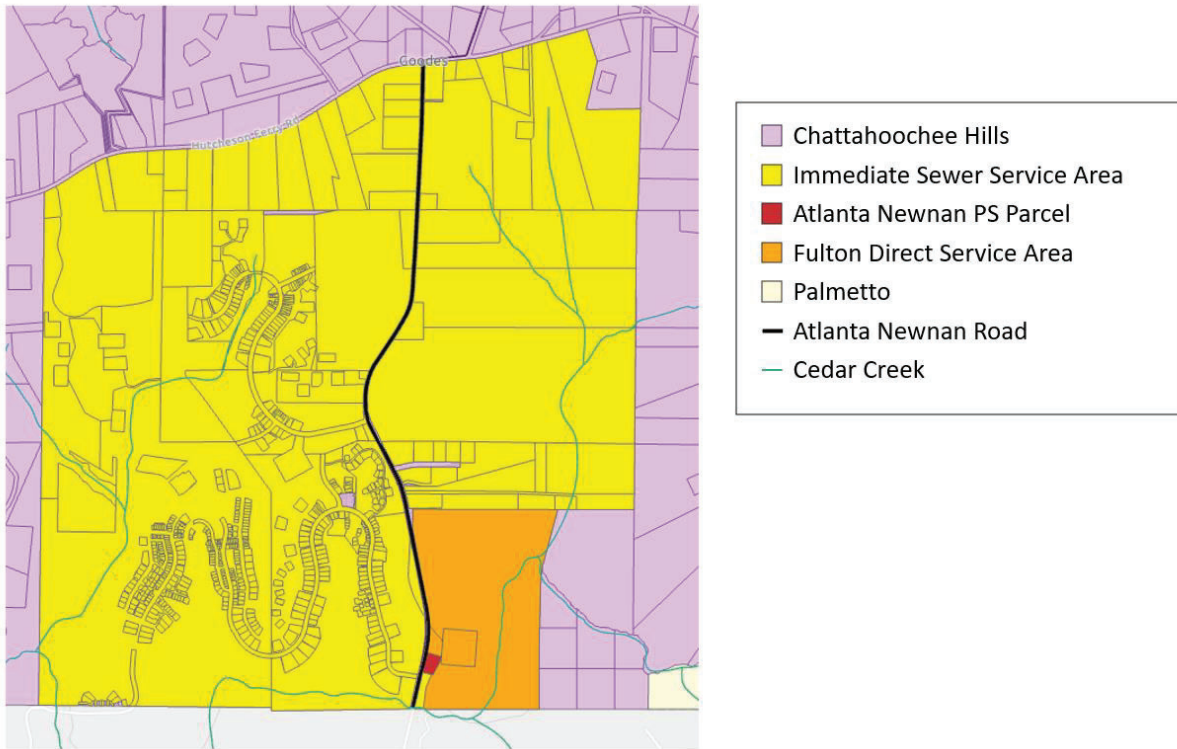 Goodes
Hutcheson Ferry Rd
Chattahoochee Hills
Immediate Sewer Service Area
Atlanta Newnan PS Parcel
Fulton Direct Service Area
Palmetto
Atlanta Newnan Road
Cedar Creek